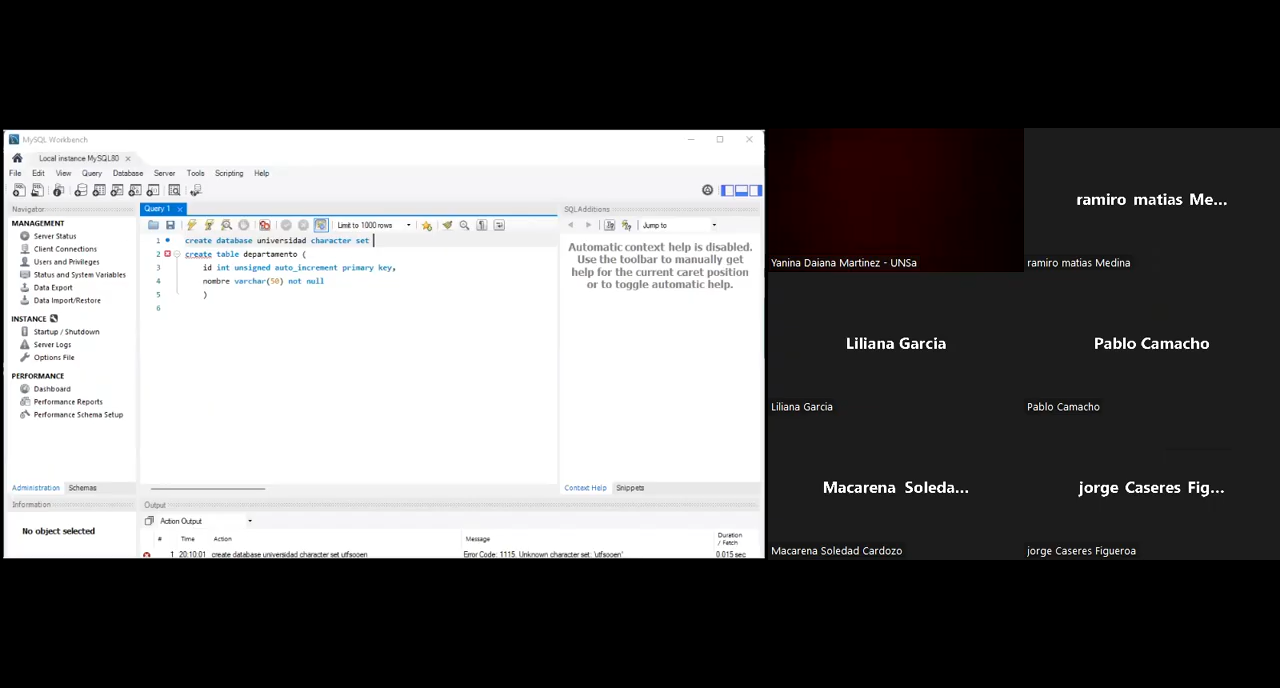 MySQL Workbench
Local instance MySQL80 ×
File Edit View Query Database Server Tools Scripting Help
Navigator
MANAGEMENT
Server Status
Client Connections
Users and Privileges
Status and System Variables
Data Export
Data Import/Restore
INSTANCE
Startup / Shutdown
Server Logs
Options File
PERFORMANCE
Dashboard
Performance Reports
Performance Schema Setup
Administration Schemas
Information
No object selected
Query 1 ×
Limit to 1000 rows
1 create database universidad character set
2 create table departamento (
3 id int unsigned auto_increment primary key,
4 nombre varchar(50) not null
5 )
6
SQLAdditions
Jump to
Automatic context help is disabled.
Use the toolbar to manually get
help for the current caret position
or to toggle automatic help.
Context Help Snippets
Output
Action Output
# Time Action Message Duration / Fetch
1 20:10:01 create database universidad character set utfsooen Error Code: 1115. Unknown character set: 'utfsooen' 0.015 sec
Yanina Daiana Martinez - UNSa
ramiro matias Me...
ramiro matias Medina
Liliana Garcia
Liliana Garcia
Pablo Camacho
Pablo Camacho
Macarena Soleda...
Macarena Soledad Cardozo
jorge Caseres Fig...
jorge Caseres Figueroa